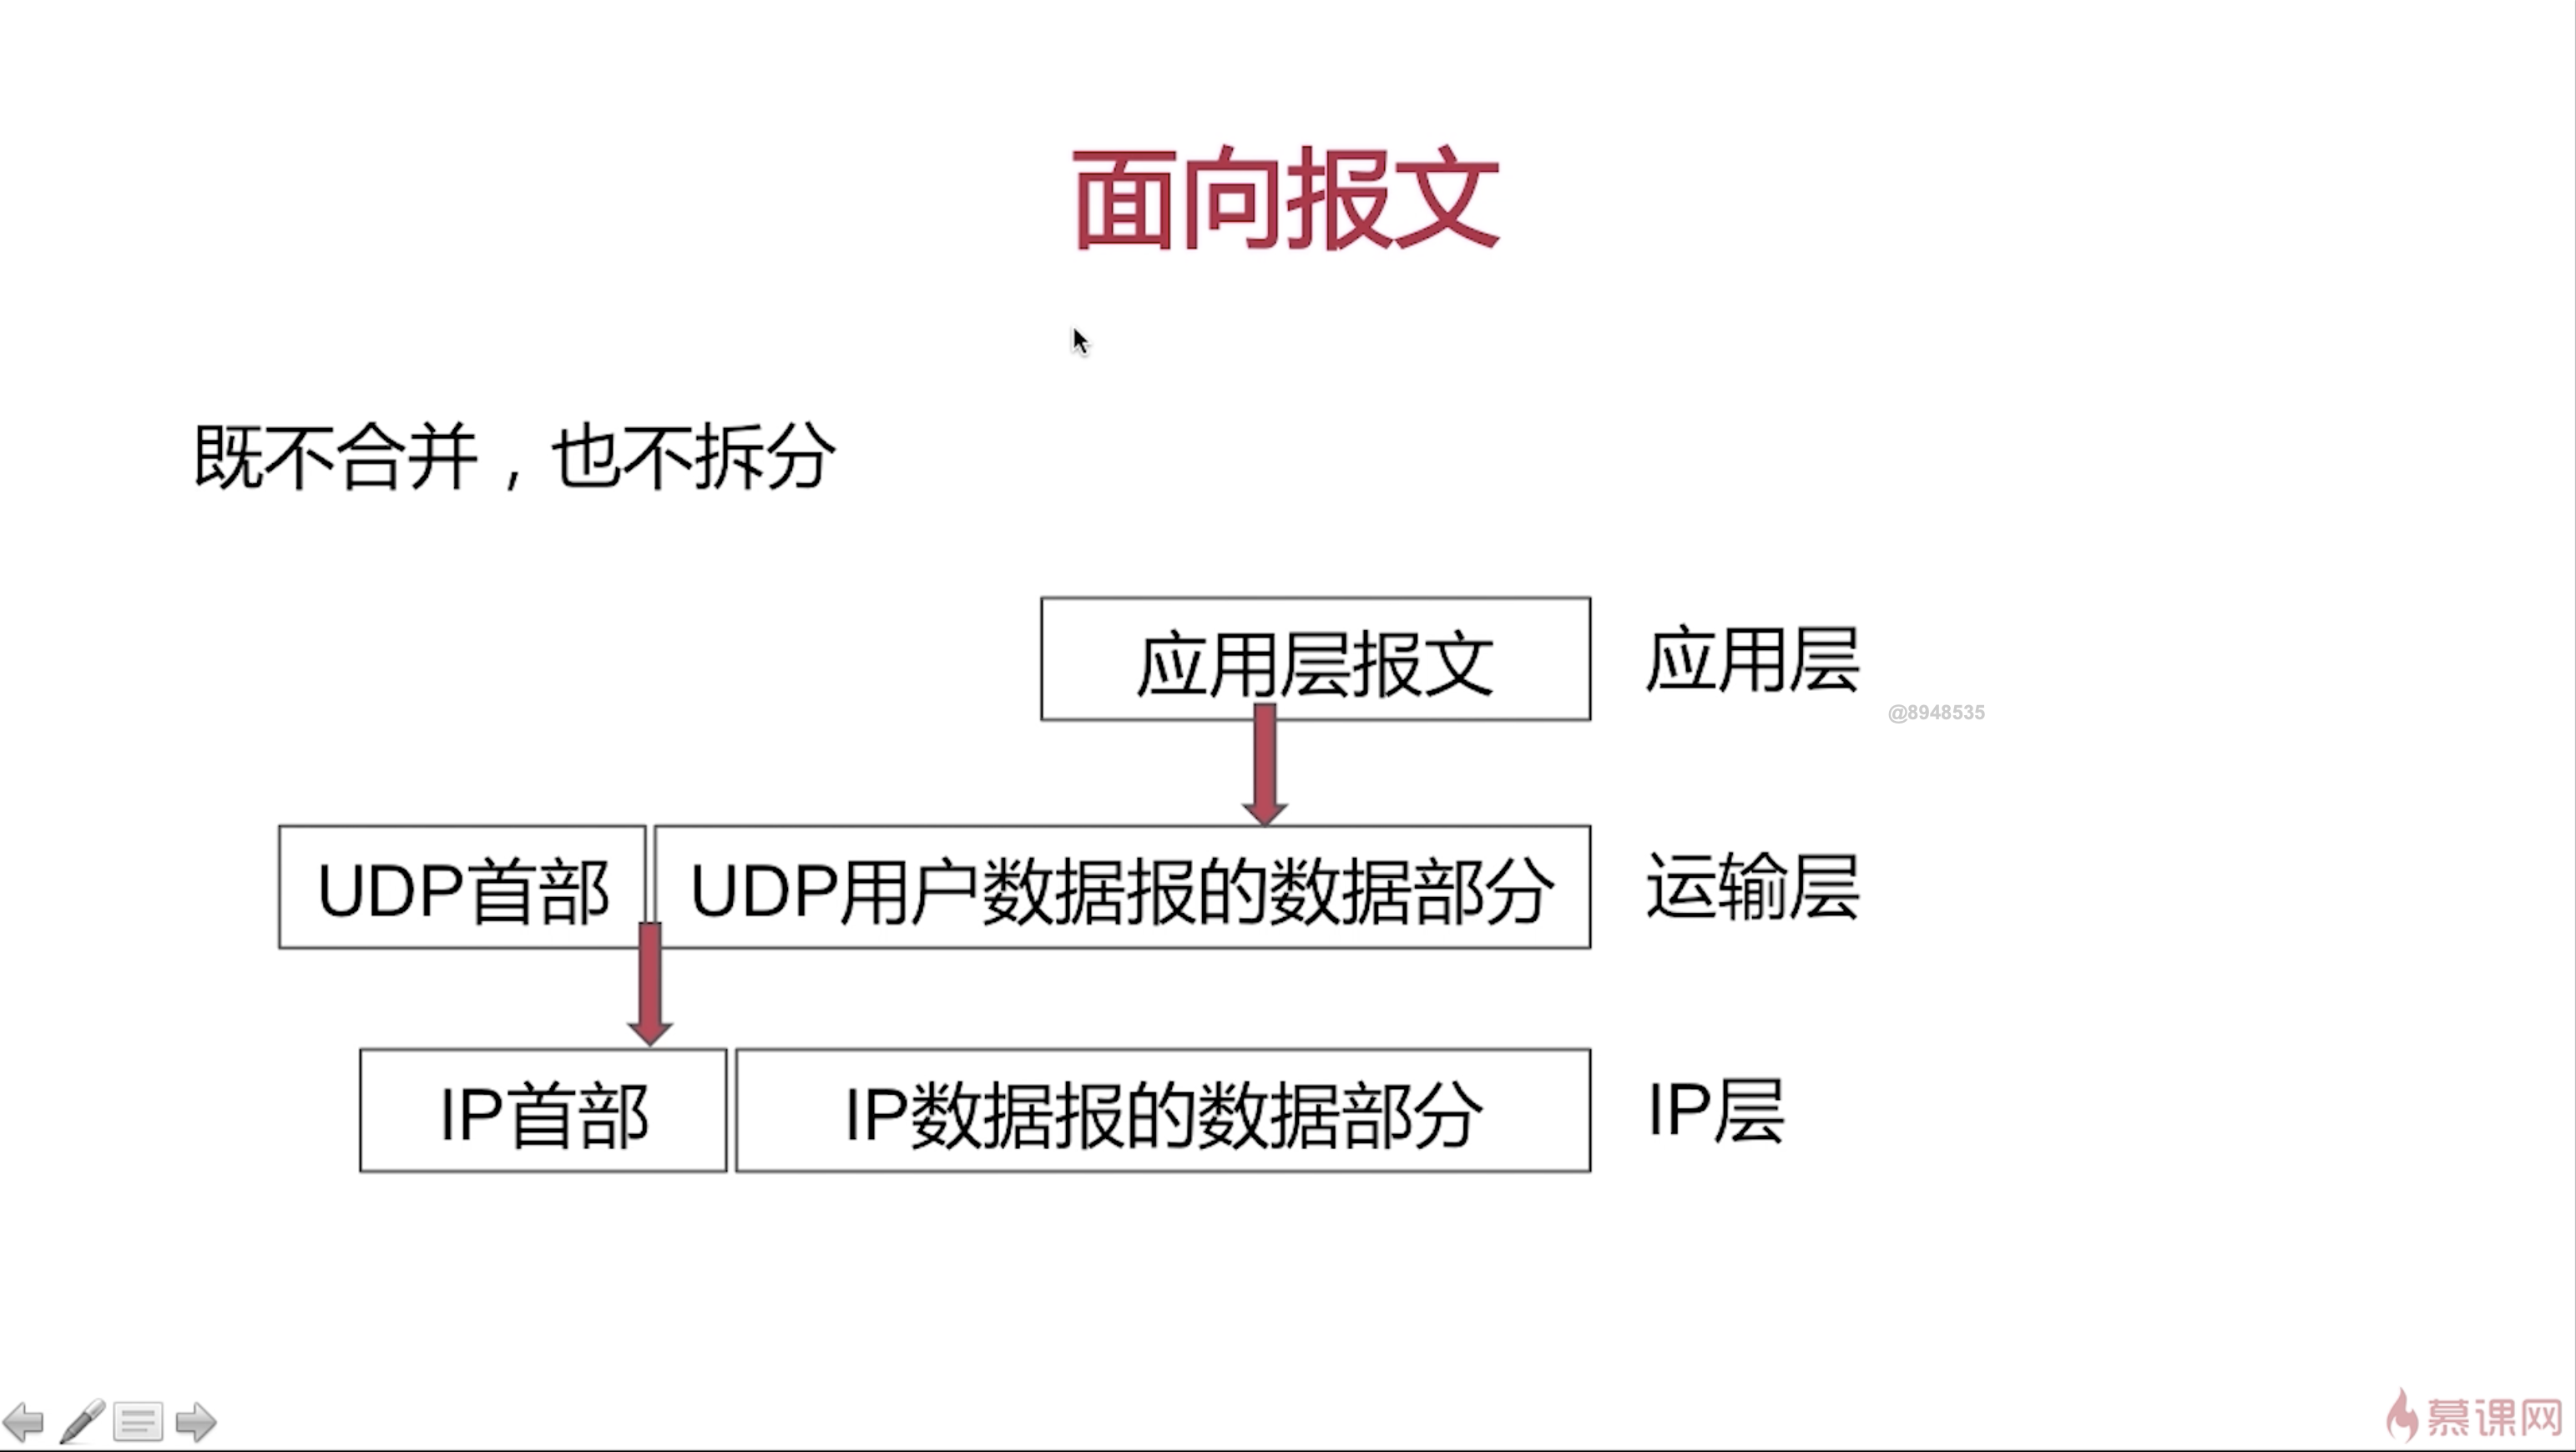 面向报文
既不合并，也不拆分
应用层报文 应用层
@8948535
UDP首部 UDP用户数据报的数据部分 运输层
IP首部 IP数据报的数据部分 IP层
慕课网